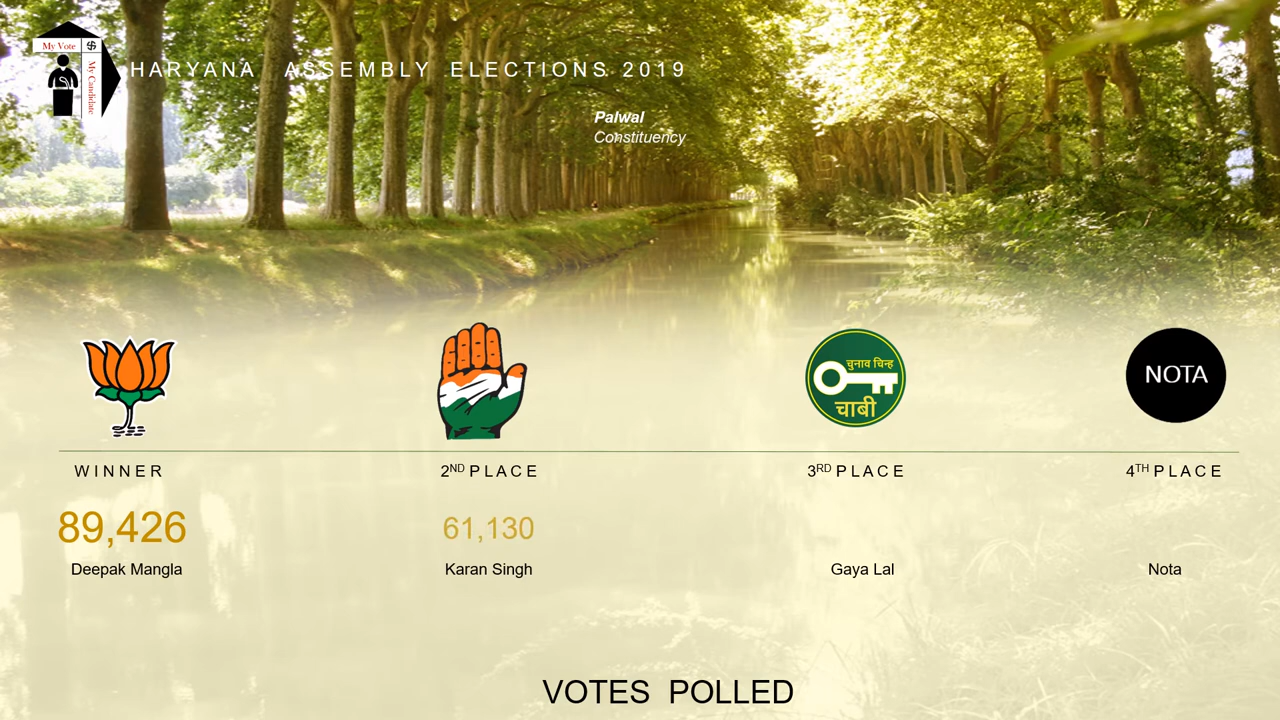 My Vote
My Candidate
HARYANA ASSEMBLY ELECTIONS 2019
Palwal
Constituency
चुनाव चिन्ह
चाबी
NOTA
WINNER
2ND PLACE
3RD PLACE
4TH PLACE
89,426
61,130
Deepak Mangla
Karan Singh
Gaya Lal
Nota
VOTES POLLED